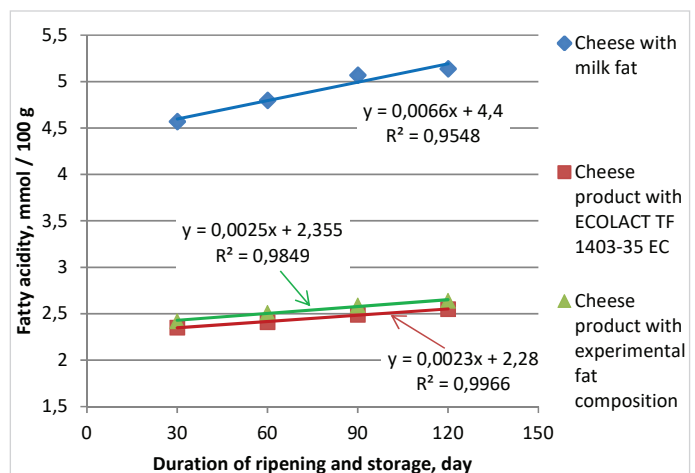 5,5
5
4,5
4
3,5
3
2,5
2
1,5
Fatty acidity, mmol / 100 g
y = 0,0066x + 4,4
R² = 0,9548
y = 0,0025x + 2,355
R² = 0,9849
y = 0,0023x + 2,28
R² = 0,9966
0 30 60 90 120 150
Duration of ripening and storage, day
Cheese with
milk fat
Cheese
product with
ECOLACT TF
1403-35 EC
Cheese
product with
experimental
fat
composition